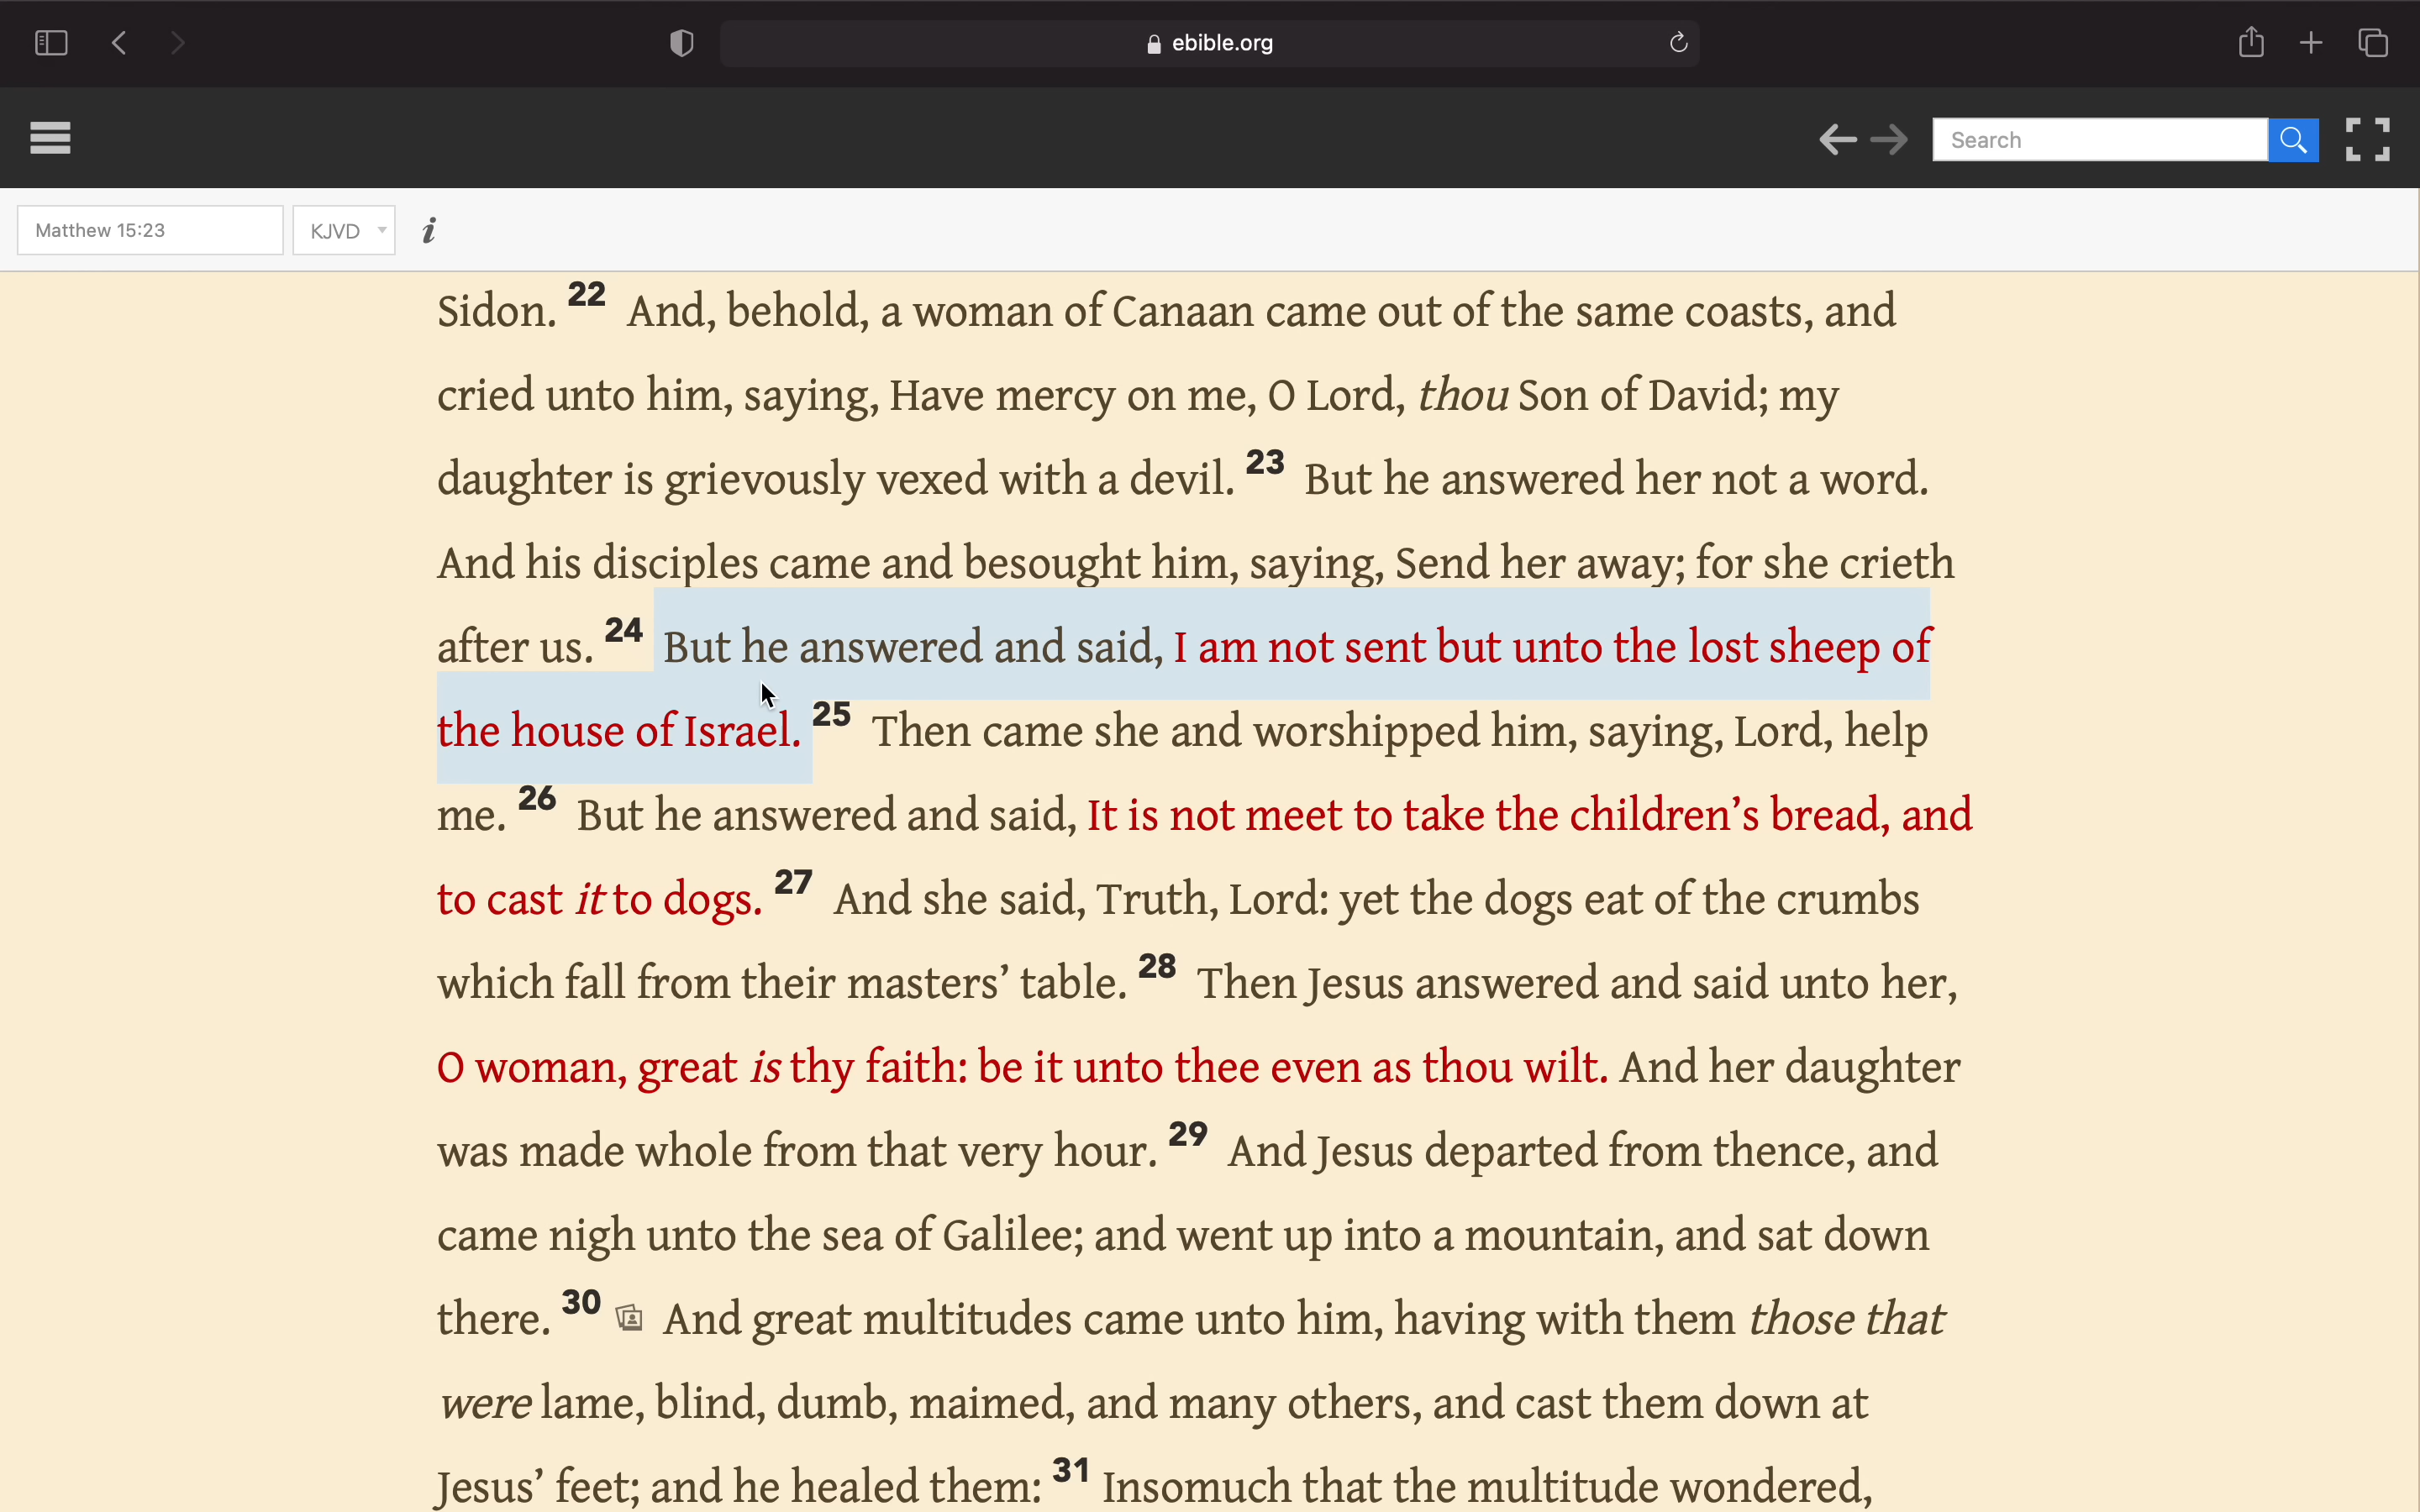 ebible.org
Search
Matthew 15:23 KJVD i
Sidon. 22 And, behold, a woman of Canaan came out of the same coasts, and
cried unto him, saying, Have mercy on me, O Lord, thou Son of David; my
daughter is grievously vexed with a devil. 23 But he answered her not a word.
And his disciples came and besought him, saying, Send her away; for she crieth
after us. 24 But he answered and said, I am not sent but unto the lost sheep of
the house of Israel. 25 Then came she and worshipped him, saying, Lord, help
me. 26 But he answered and said, It is not meet to take the children’s bread, and
to cast it to dogs. 27 And she said, Truth, Lord: yet the dogs eat of the crumbs
which fall from their masters’ table. 28 Then Jesus answered and said unto her,
O woman, great is thy faith: be it unto thee even as thou wilt. And her daughter
was made whole from that very hour. 29 And Jesus departed from thence, and
came nigh unto the sea of Galilee; and went up into a mountain, and sat down
there. 30 And great multitudes came unto him, having with them those that
were lame, blind, dumb, maimed, and many others, and cast them down at
Jesus’ feet; and he healed them: 31 Insomuch that the multitude wondered,